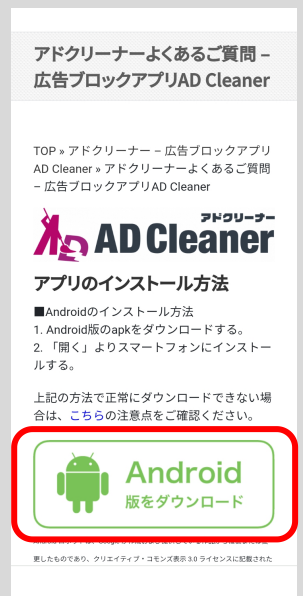 アドクリーナーよくあるご質問 –
広告ブロックアプリAD Cleaner
TOP » アドクリーナー – 広告ブロックアプリ
AD Cleaner » アドクリーナーよくあるご質問
– 広告ブロックアプリAD Cleaner
アドクリーナー
AD Cleaner
アプリのインストール方法
■Androidのインストール方法
1. Android版のapkをダウンロードする。
2. 「開く」よりスマートフォンにインストー
ルする。
上記の方法で正常にダウンロードできない場
合は、こちらの注意点をご確認ください。
Android
版をダウンロード
更したものであり、クリエイティブ・コモンズ表示 3.0 ライセンスに記載された